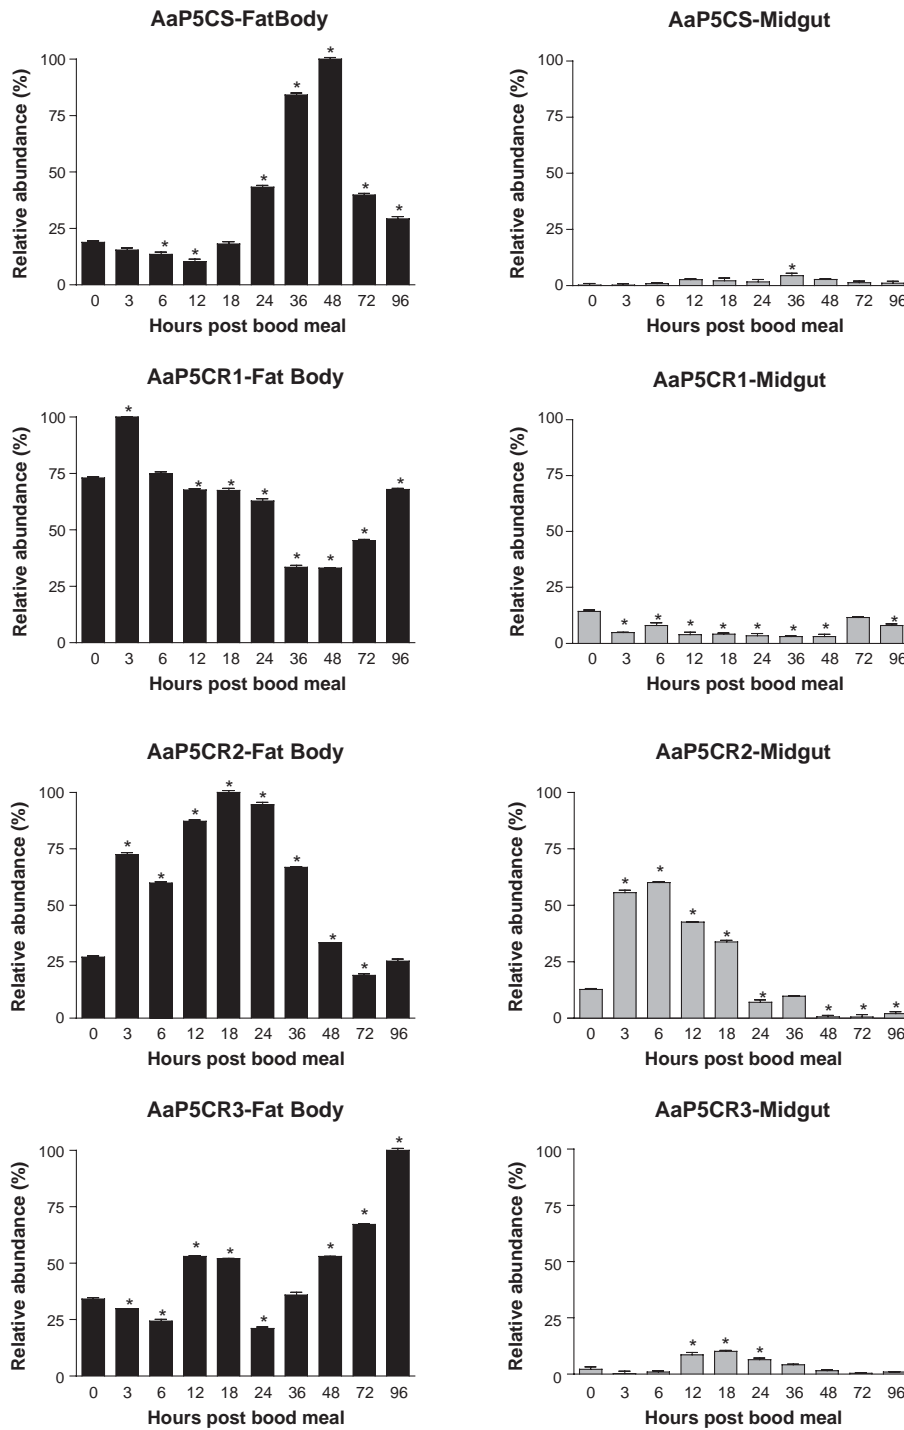 AaP5CS-FatBody
Relative abundance (%)
100
75
50
25
0
* * * * * * *
0 3 6 12 18 24 36 48 72 96
Hours post bood meal
AaP5CS-Midgut
Relative abundance (%)
100
75
50
25
0
*
0 3 6 12 18 24 36 48 72 96
Hours post bood meal
AaP5CR1-Fat Body
Relative abundance (%)
100
75
50
25
0
* * * * * * * *
0 3 6 12 18 24 36 48 72 96
Hours post bood meal
AaP5CR1-Midgut
Relative abundance (%)
100
75
50
25
0
* * * * * * * *
0 3 6 12 18 24 36 48 72 96
Hours post bood meal
AaP5CR2-Fat Body
Relative abundance (%)
100
75
50
25
0
* * * * * * * *
0 3 6 12 18 24 36 48 72 96
Hours post bood meal
AaP5CR2-Midgut
Relative abundance (%)
100
75
50
25
0
* * * * * * * *
0 3 6 12 18 24 36 48 72 96
Hours post bood meal
AaP5CR3-Fat Body
Relative abundance (%)
100
75
50
25
0
* * * * * * * *
0 3 6 12 18 24 36 48 72 96
Hours post bood meal
AaP5CR3-Midgut
Relative abundance (%)
100
75
50
25
0
* * *
0 3 6 12 18 24 36 48 72 96
Hours post bood meal